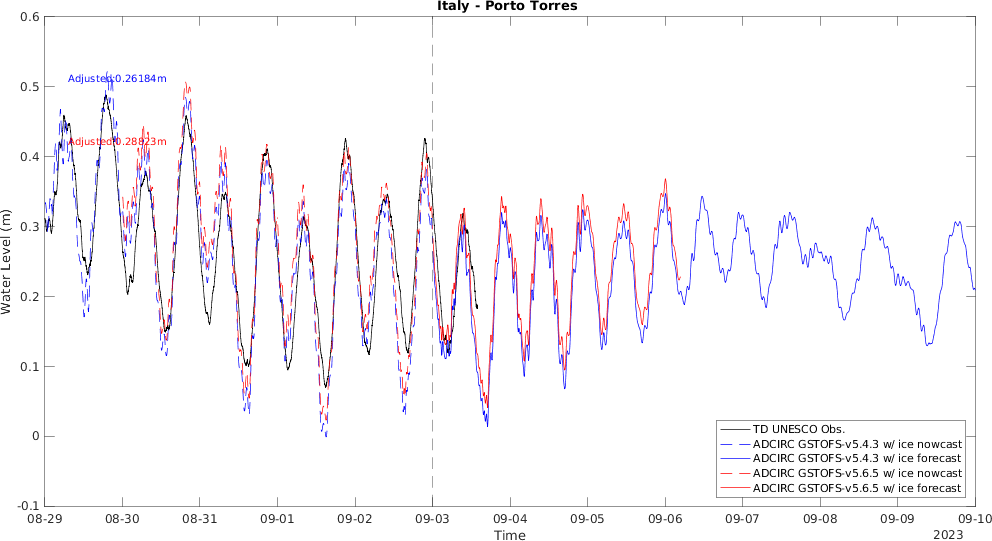 Italy - Porto Torres
0.6
0.5
0.4
0.3
0.2
0.1
0
-0.1
Water Level (m)
Adjusted:0.26184m
Adjusted:0.28823m
08-29 08-30 08-31 09-01 09-02 09-03 09-04 09-05 09-06 09-07 09-08 09-09 09-10
Time
2023
TD UNESCO Obs.
ADCIRC GSTOFS-v5.4.3 w/ ice nowcast
ADCIRC GSTOFS-v5.4.3 w/ ice forecast
ADCIRC GSTOFS-v5.6.5 w/ ice nowcast
ADCIRC GSTOFS-v5.6.5 w/ ice forecast